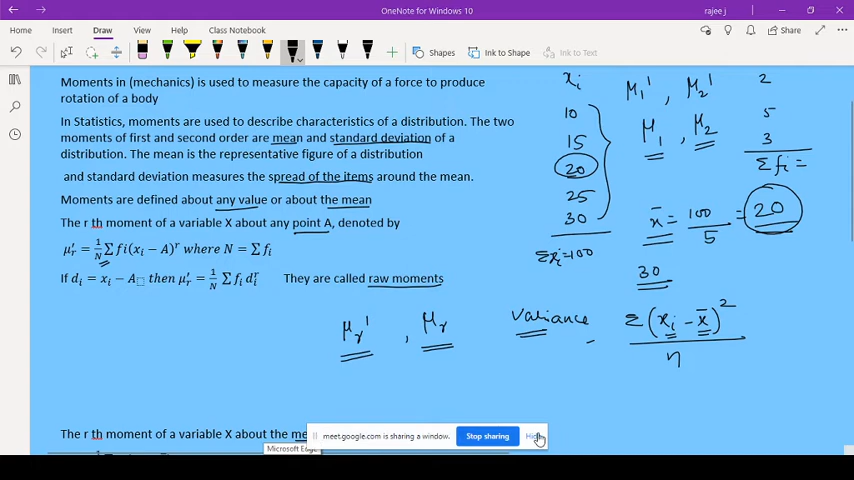 OneNote for Windows 10
rajee j
Home Insert Draw View Help Class Notebook
Share
Shapes Ink to Shape Ink to Text
Moments in (mechanics) is used to measure the capacity of a force to produce
rotation of a body
In Statistics, moments are used to describe characteristics of a distribution. The two
moments of first and second order are mean and standard deviation of a
distribution. The mean is the representative figure of a distribution
and standard deviation measures the spread of the items around the mean.
Moments are defined about any value or about the mean
The r th moment of a variable X about any point A, denoted by
μ′ᵣ = 1/N ∑ fi(xᵢ − A)ʳ where N = ∑ fᵢ
If dᵢ = xᵢ − A then μ′ᵣ = 1/N ∑ fᵢ dᵢʳ They are called raw moments
xᵢ
10
15
20
25
30
Σxᵢ=100
μ₁′ , μ₂′
μ₁ , μ₂
2
5
3
Σfᵢ =
x̄ = 100/5 = 20
30
μᵣ′ , μᵣ
Variance
Σ(xᵢ − x̄)²
n
The r th moment of a variable X about the
meet.google.com is sharing a window. Stop sharing
Microsoft Edge